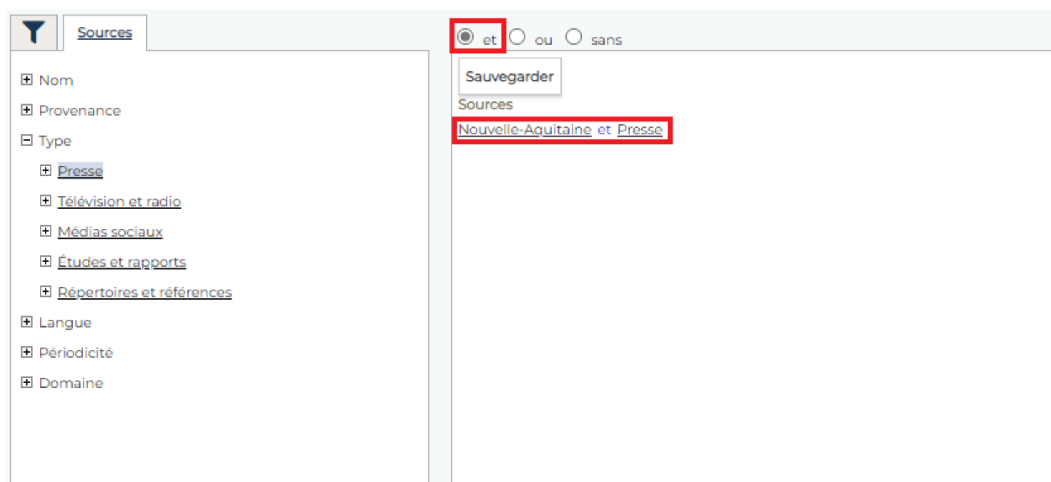 Sources
Nom
Provenance
Type
Presse
Télévision et radio
Médias sociaux
Études et rapports
Répertoires et références
Langue
Périodicité
Domaine
et ou sans
Sauvegarder
Sources
Nouvelle-Aquitaine et Presse